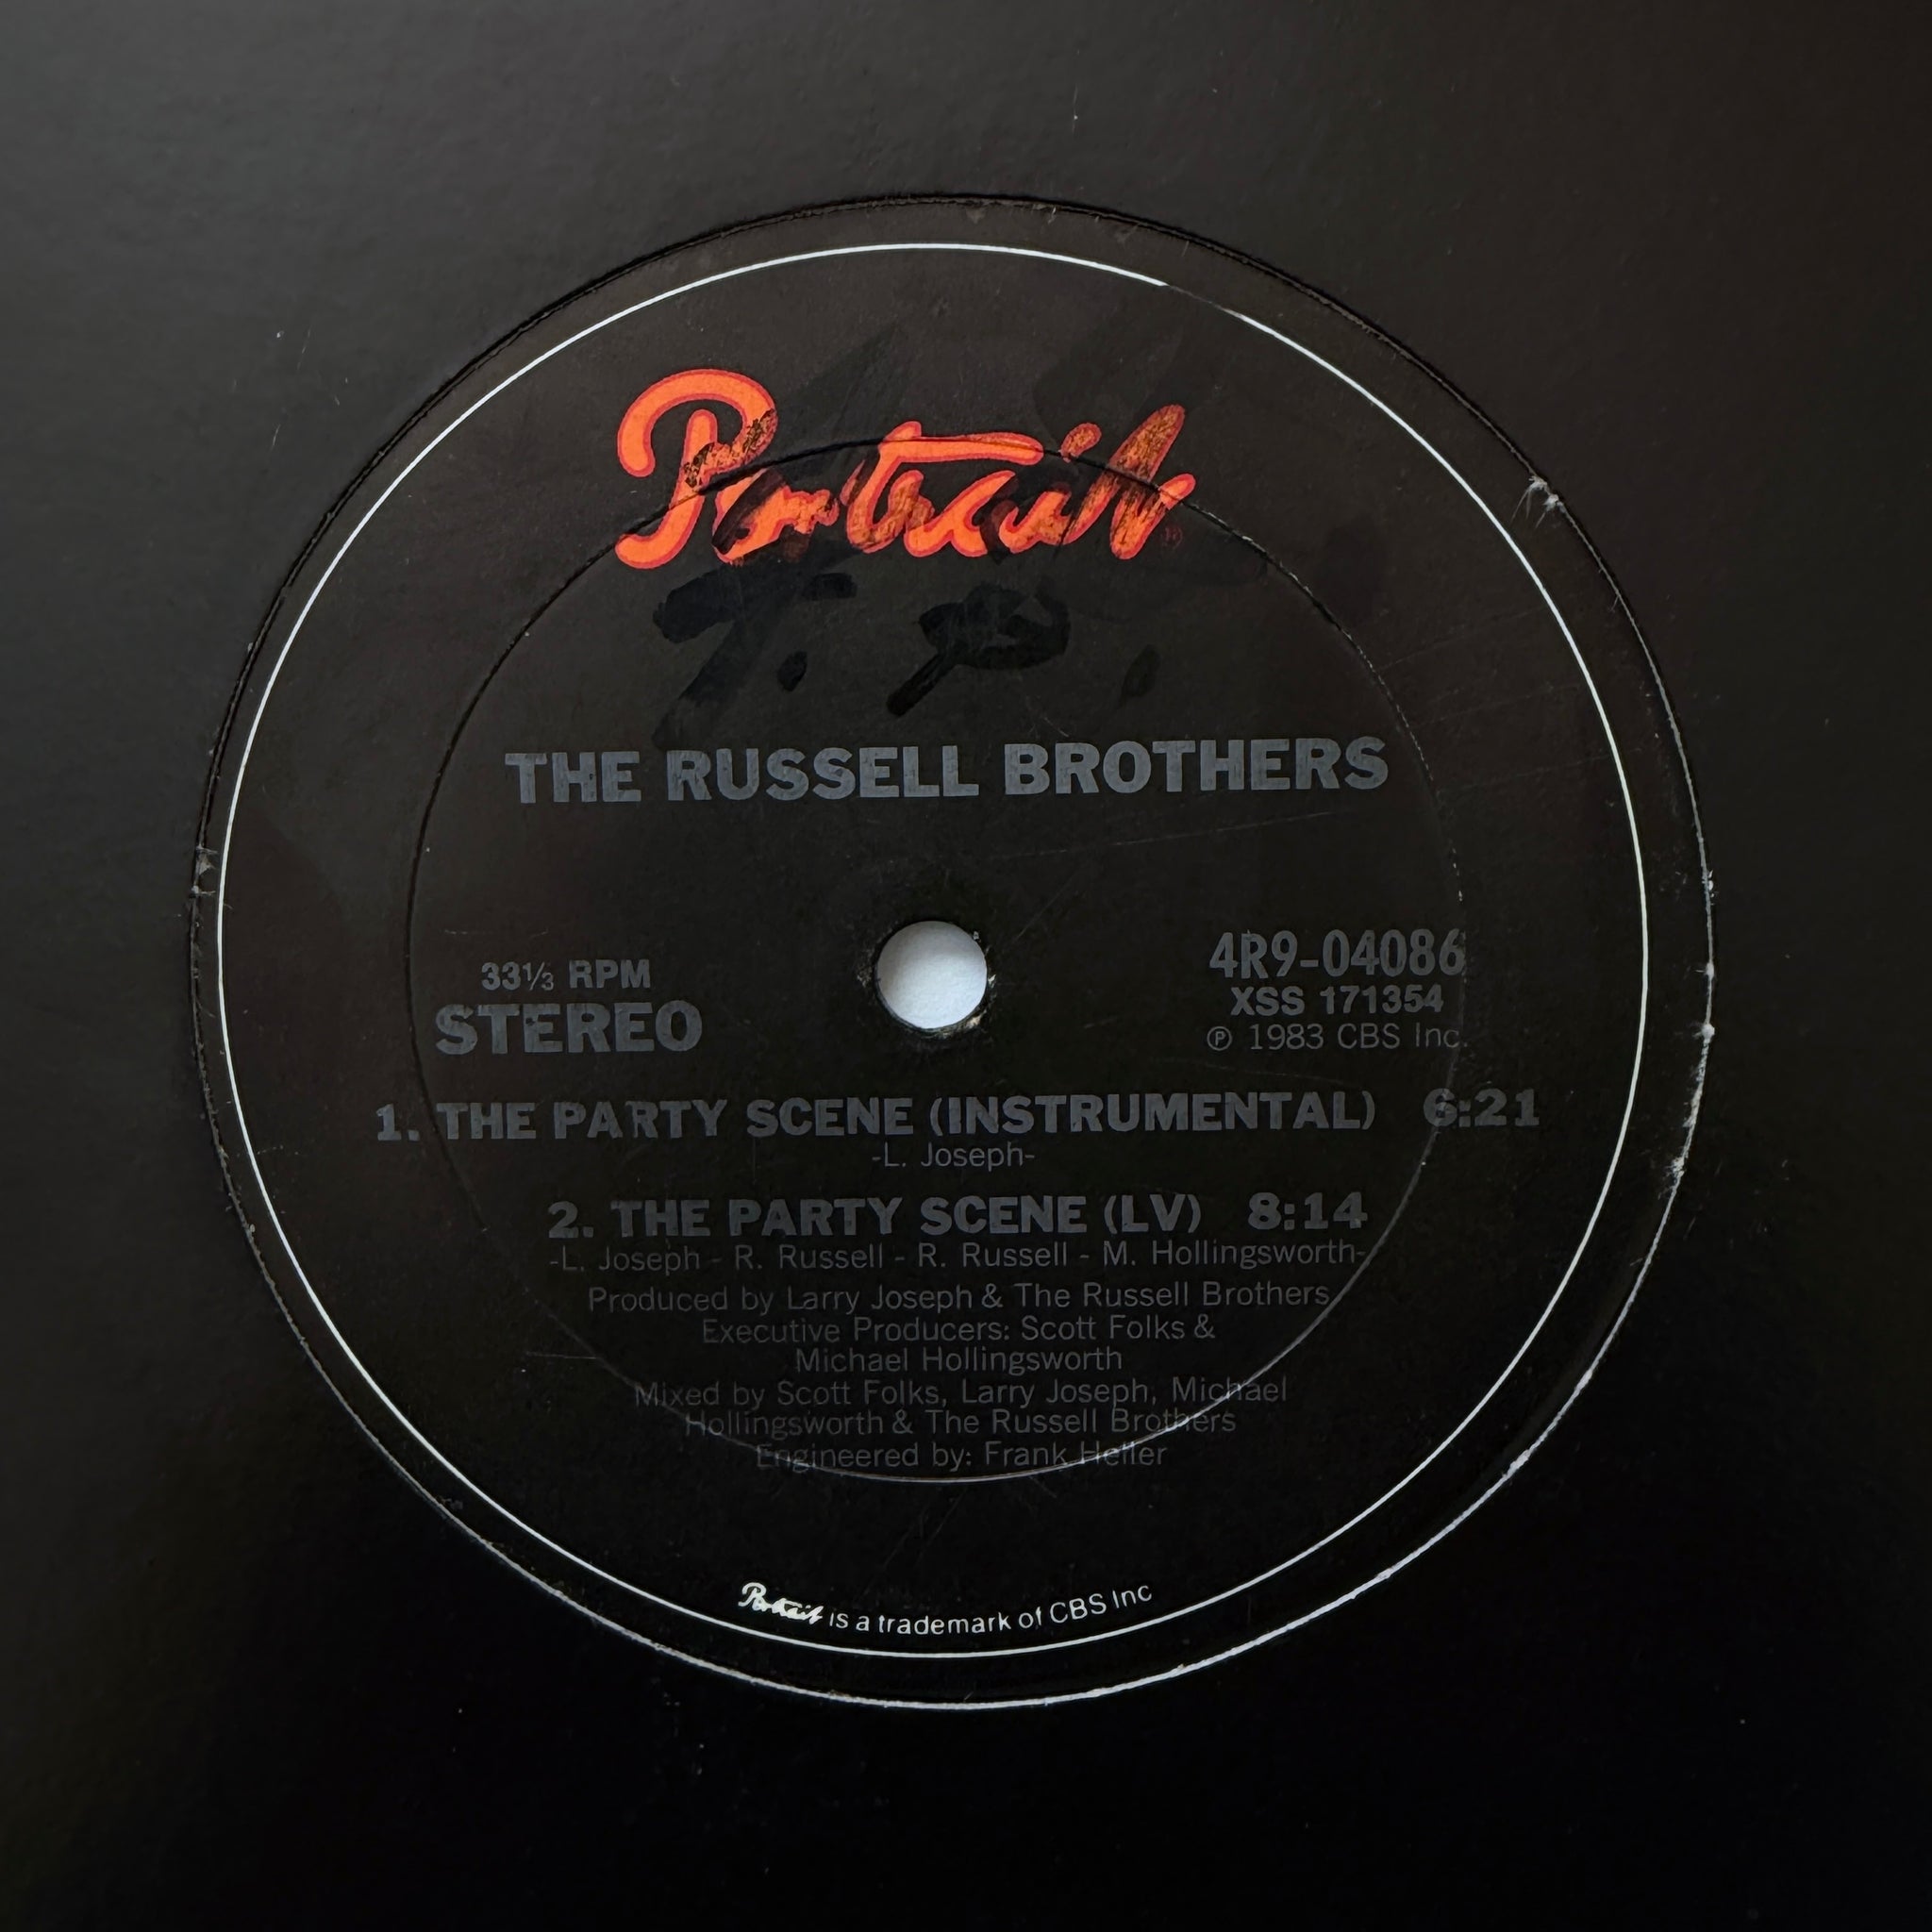 Portrait
THE RUSSELL BROTHERS
33⅓ RPM
STEREO
4R9-04086
XSS 171354
℗ 1983 CBS Inc.
1. THE PARTY SCENE (INSTRUMENTAL) 6:21
-L. Joseph-
2. THE PARTY SCENE (LV) 8:14
-L. Joseph - R. Russell - R. Russell - M. Hollingsworth-
Produced by Larry Joseph & The Russell Brothers
Executive Producers: Scott Folks &
Michael Hollingsworth
Mixed by Scott Folks, Larry Joseph, Michael
Hollingsworth & The Russell Brothers
Engineered by: Frank Heller
Portrait is a trademark of CBS Inc